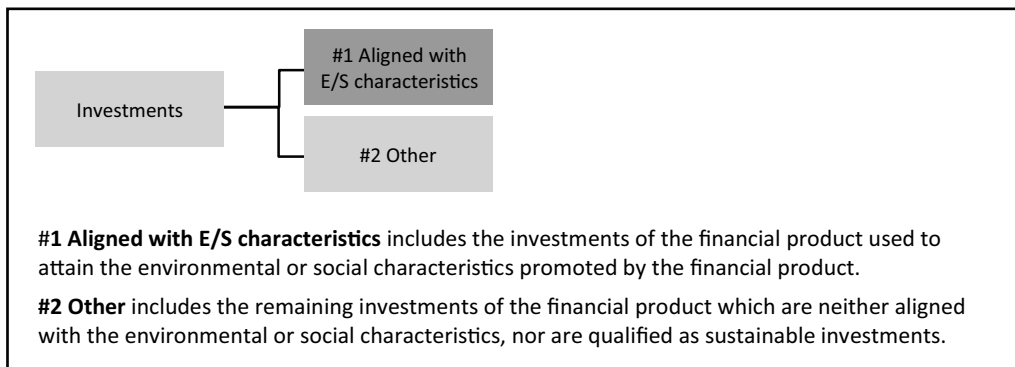 #1 Aligned with
E/S characteristics
Investments
#2 Other
#1 Aligned with E/S characteristics includes the investments of the financial product used to
attain the environmental or social characteristics promoted by the financial product.
#2 Other includes the remaining investments of the financial product which are neither aligned
with the environmental or social characteristics, nor are qualified as sustainable investments.